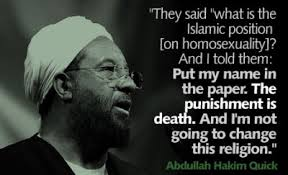 "They said "what is the
Islamic position
[on homosexuality]?
And I told them:
Put my name in
the paper. The
punishment is
death. And I'm not
going to change
this religion."
Abdullah Hakim Quick